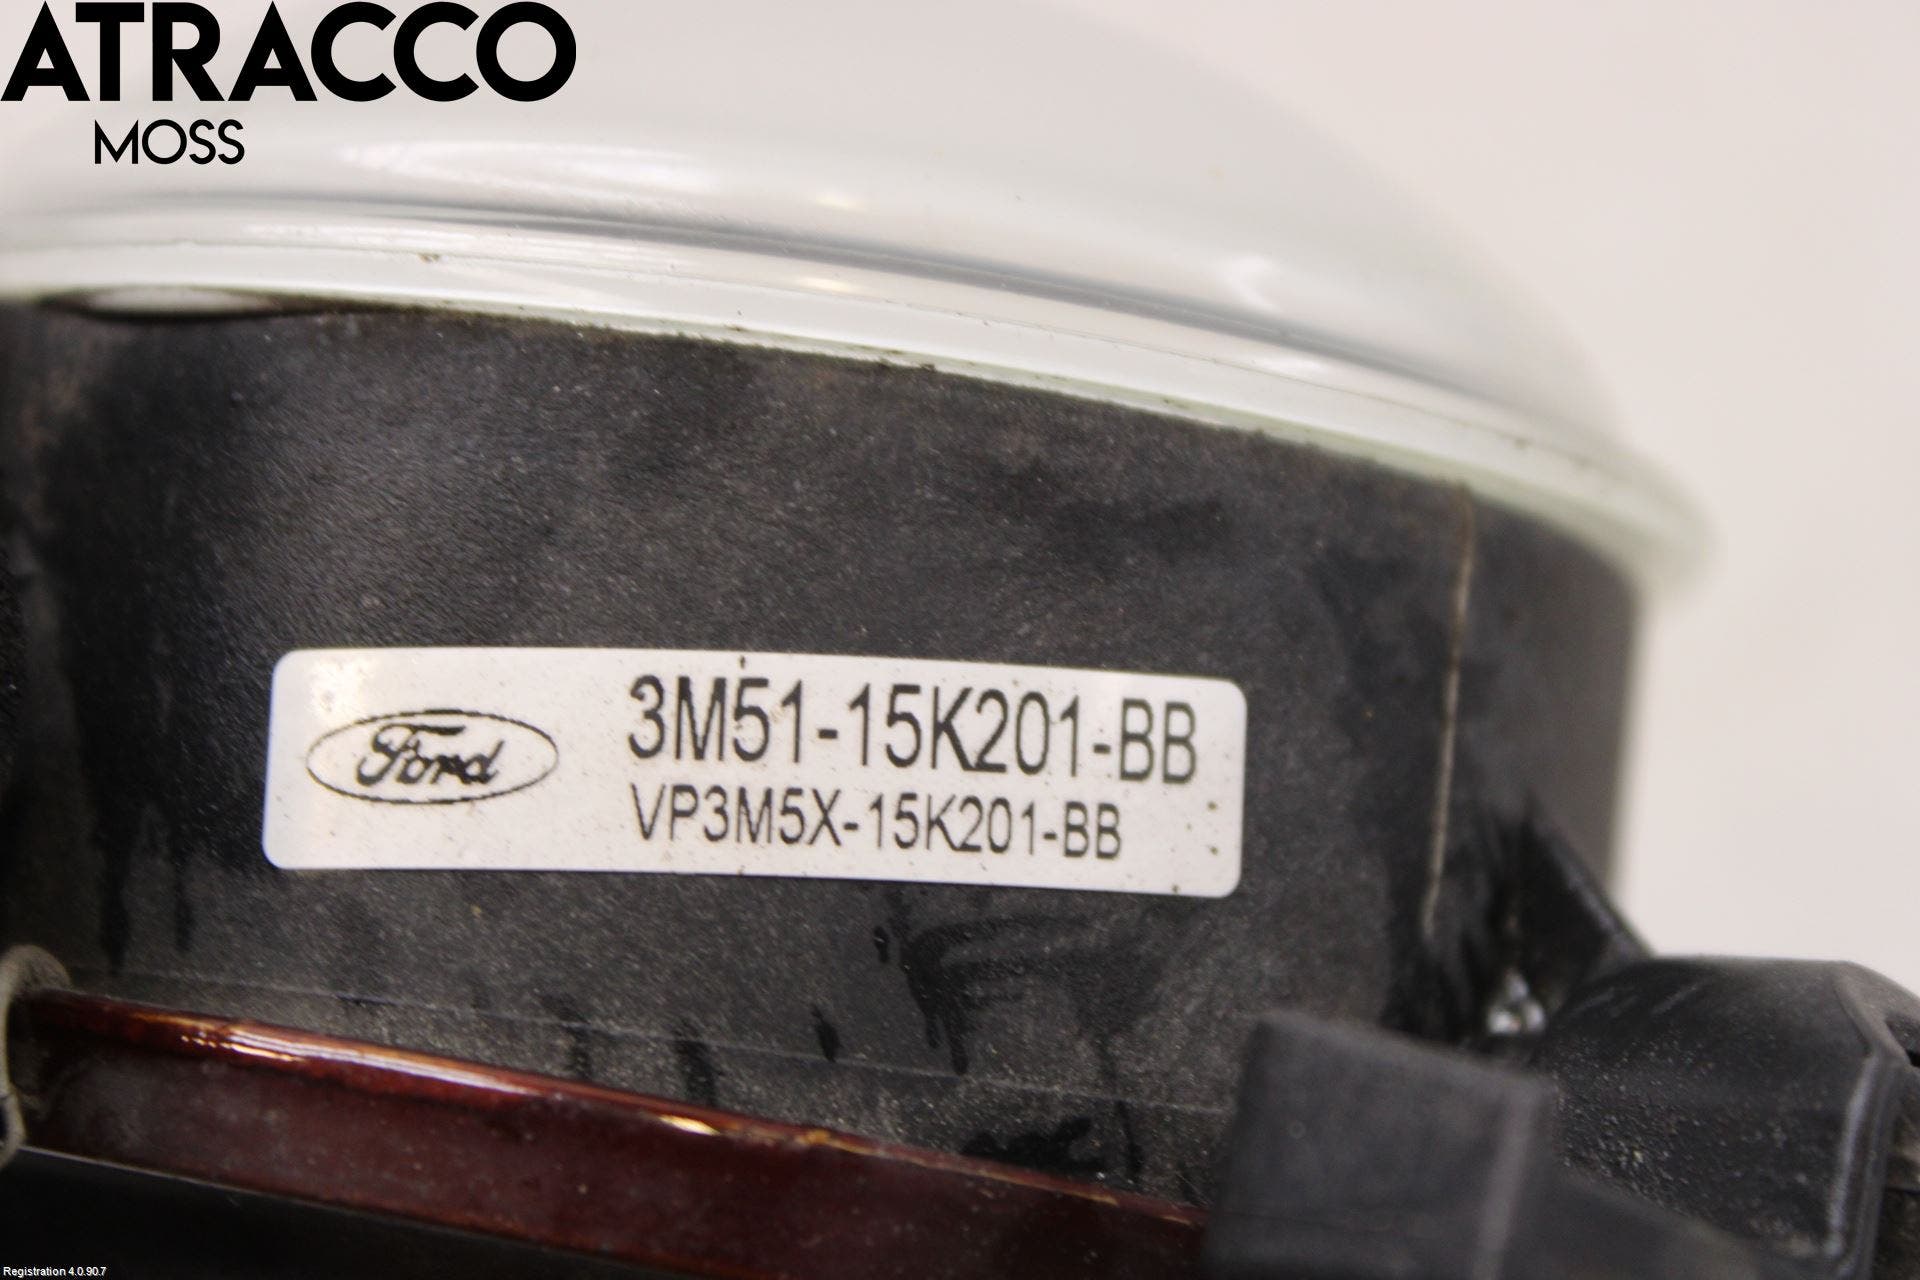 ATRACCO
MOSS
Ford
3M51-15K201-BB
VP3M5X-15K201-BB
Registration 4.0.90.7